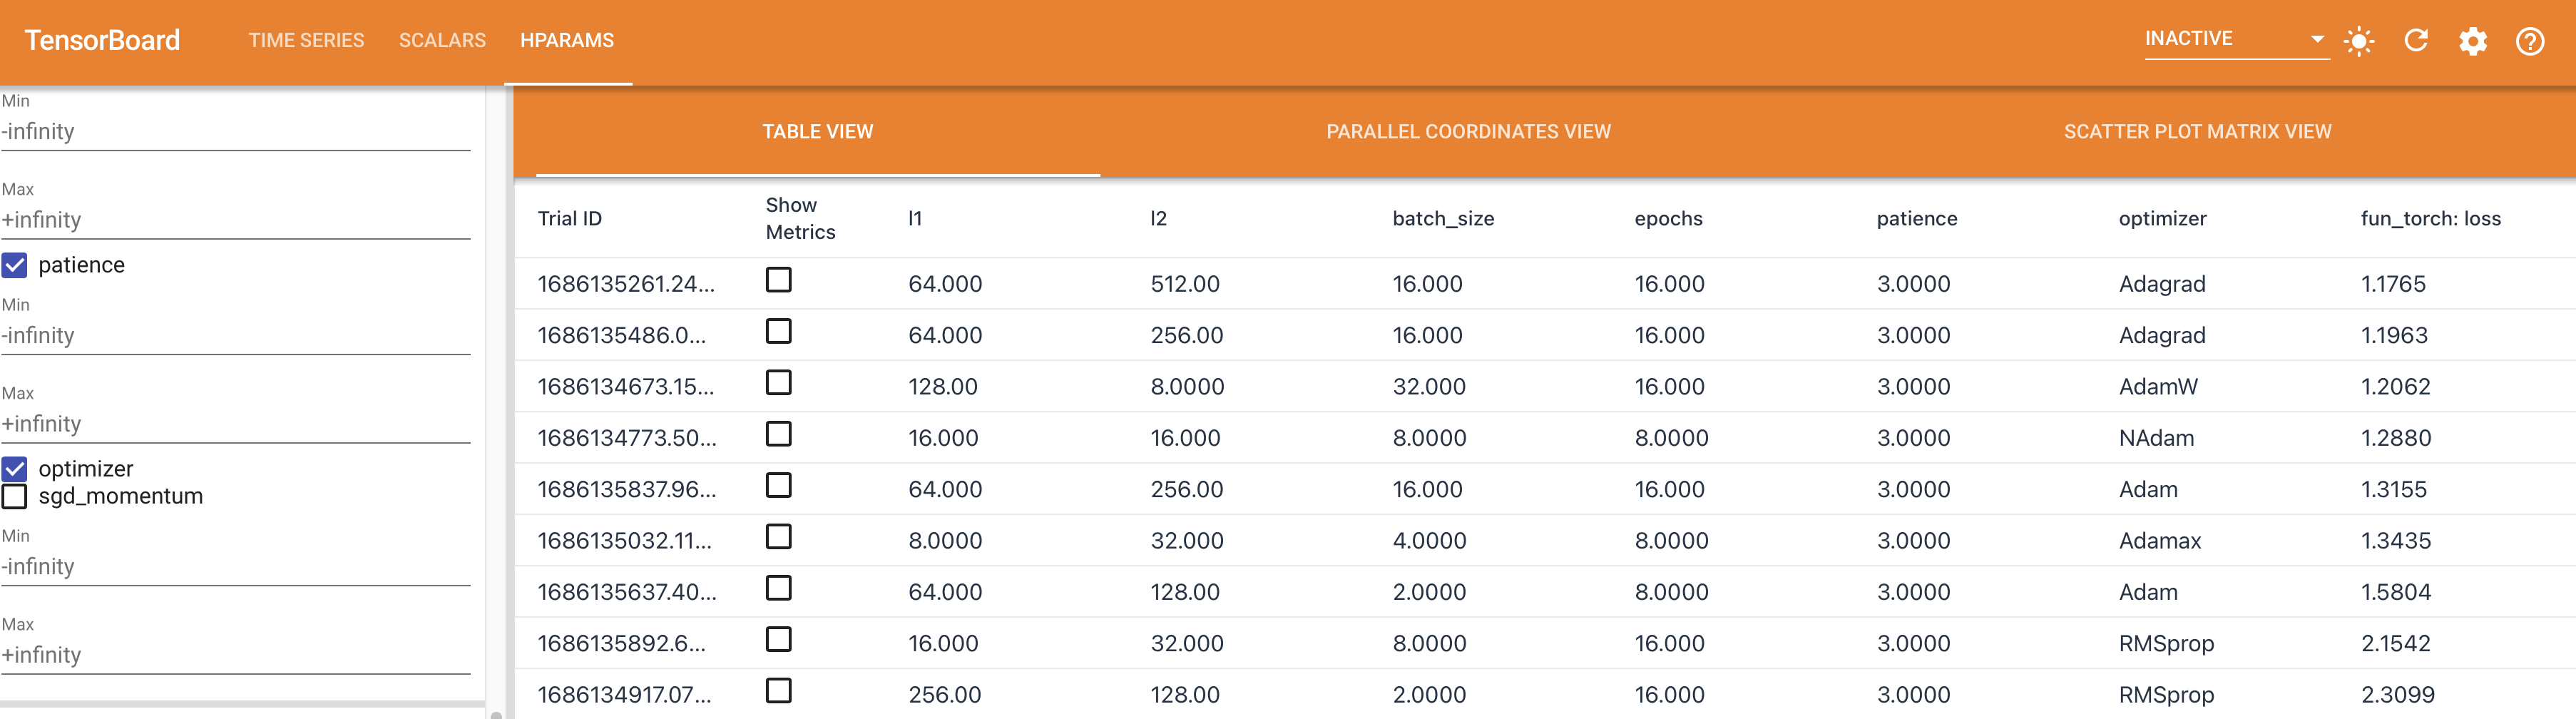 TensorBoard TIME SERIES SCALARS HPARAMS INACTIVE
Min
-infinity
Max
+infinity
patience
Min
-infinity
Max
+infinity
optimizer
sgd_momentum
Min
-infinity
Max
+infinity
TABLE VIEW PARALLEL COORDINATES VIEW SCATTER PLOT MATRIX VIEW
Trial ID Show Metrics l1 l2 batch_size epochs patience optimizer fun_torch: loss
1686135261.24... 64.000 512.00 16.000 16.000 3.0000 Adagrad 1.1765
1686135486.0... 64.000 256.00 16.000 16.000 3.0000 Adagrad 1.1963
1686134673.15... 128.00 8.0000 32.000 16.000 3.0000 AdamW 1.2062
1686134773.50... 16.000 16.000 8.0000 8.0000 3.0000 NAdam 1.2880
1686135837.96... 64.000 256.00 16.000 16.000 3.0000 Adam 1.3155
1686135032.11... 8.0000 32.000 4.0000 8.0000 3.0000 Adamax 1.3435
1686135637.40... 64.000 128.00 2.0000 8.0000 3.0000 Adam 1.5804
1686135892.6... 16.000 32.000 8.0000 16.000 3.0000 RMSprop 2.1542
1686134917.07... 256.00 128.00 2.0000 16.000 3.0000 RMSprop 2.3099